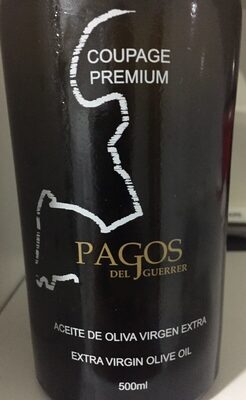 COUPAGE
PREMIUM
PAGOS
DEL GUERRER
ACEITE DE OLIVA VIRGEN EXTRA
EXTRA VIRGIN OLIVE OIL
500ml